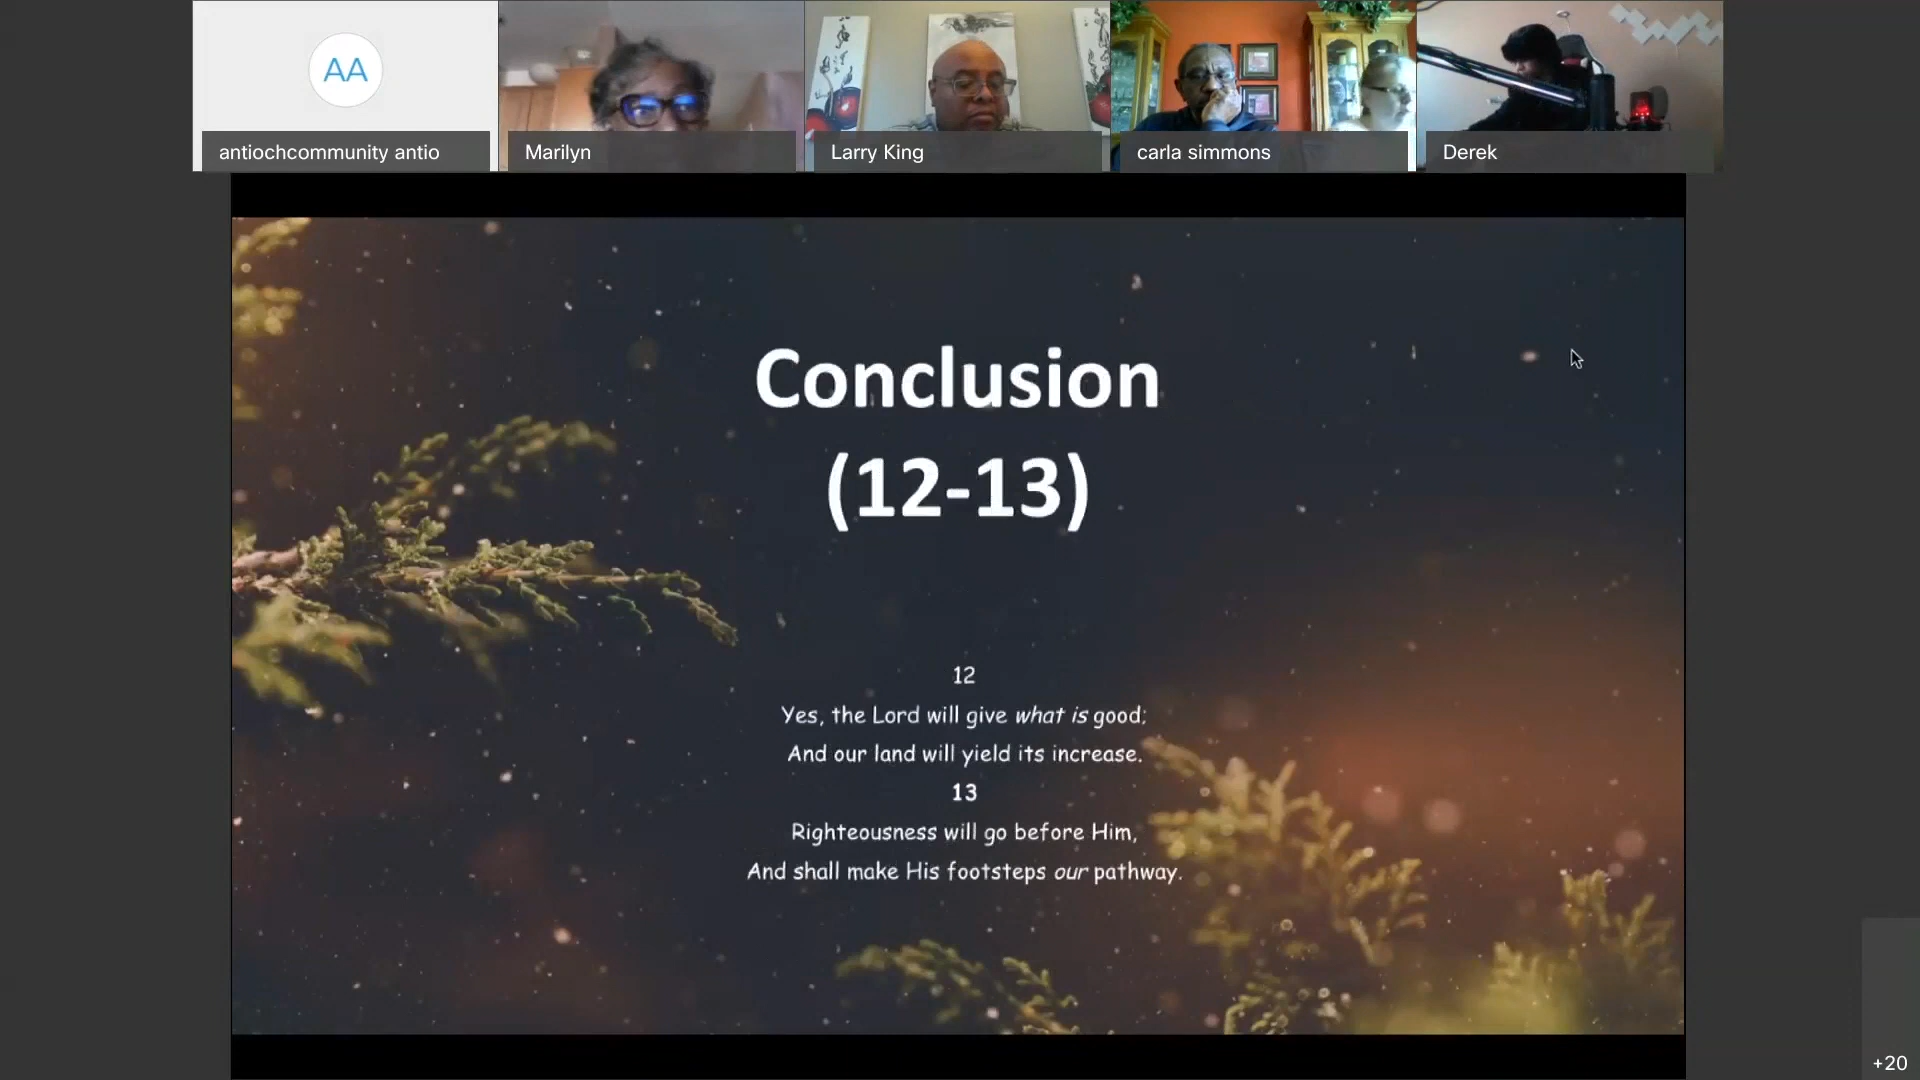 AA
antiochcommunity antio
Marilyn
Larry King
carla simmons
Derek
Conclusion
(12-13)
12
Yes, the Lord will give what is good;
And our land will yield its increase.
13
Righteousness will go before Him,
And shall make His footsteps our pathway.
+20